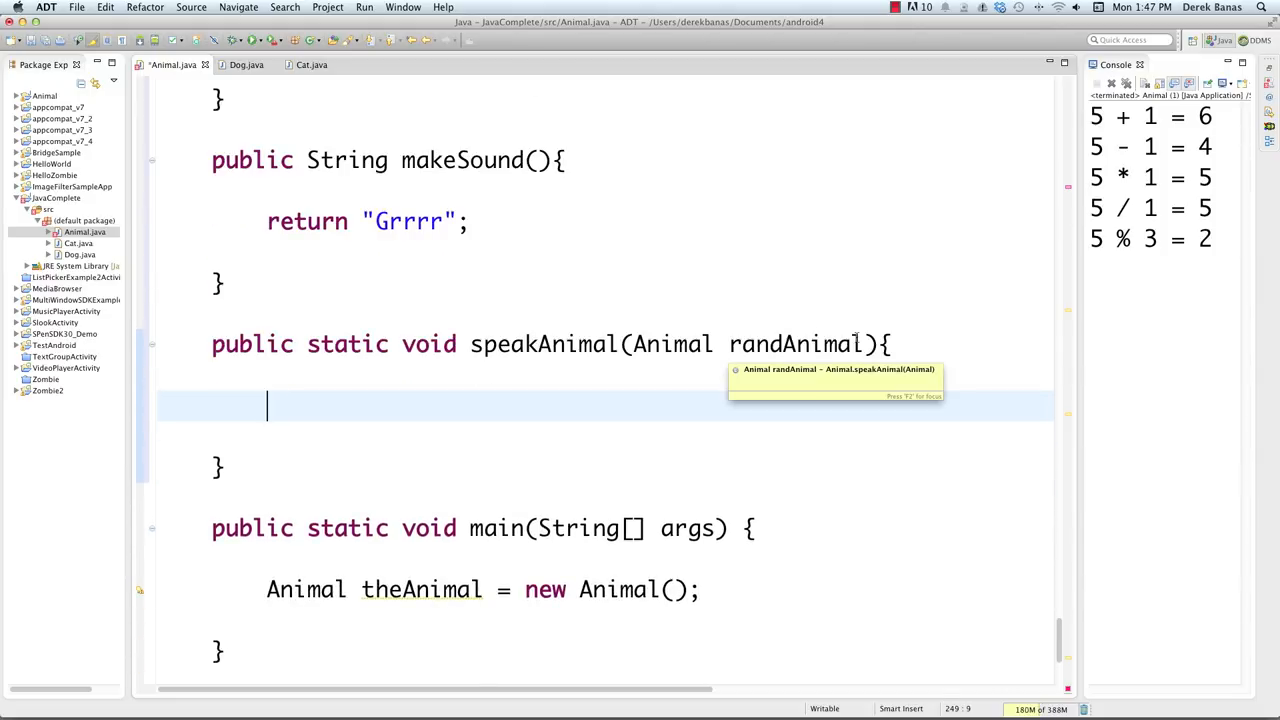 ADT File Edit Refactor Source Navigate Search Project Run Window Help 10 Mon 1:47 PM Derek Banas
Java – JavaComplete/src/Animal.java – ADT – /Users/derekbanas/Documents/android4
Quick Access Java DDMS
Package Exp
*Animal.java Dog.java Cat.java
Console
Animal
appcompat_v7
appcompat_v7_2
appcompat_v7_3
appcompat_v7_4
BridgeSample
HelloWorld
HelloZombie
ImageFilterSampleApp
JavaComplete
src
(default package)
Animal.java
Cat.java
Dog.java
JRE System Library [
ListPickerExample2Activi
MediaBrowser
MultiWindowSDKExample
MusicPlayerActivity
SlookActivity
SPenSDK30_Demo
TestAndroid
TextGroupActivity
VideoPlayerActivity
Zombie
Zombie2
}
public String makeSound(){
return "Grrrr";
}
public static void speakAnimal(Animal randAnimal){
Animal randAnimal - Animal.speakAnimal(Animal)
Press 'F2' for focus
}
public static void main(String[] args) {
Animal theAnimal = new Animal();
}
<terminated> Animal (1) [Java Application] /S
5 + 1 = 6
5 - 1 = 4
5 * 1 = 5
5 / 1 = 5
5 % 3 = 2
Writable Smart Insert 249 : 9 180M of 388M